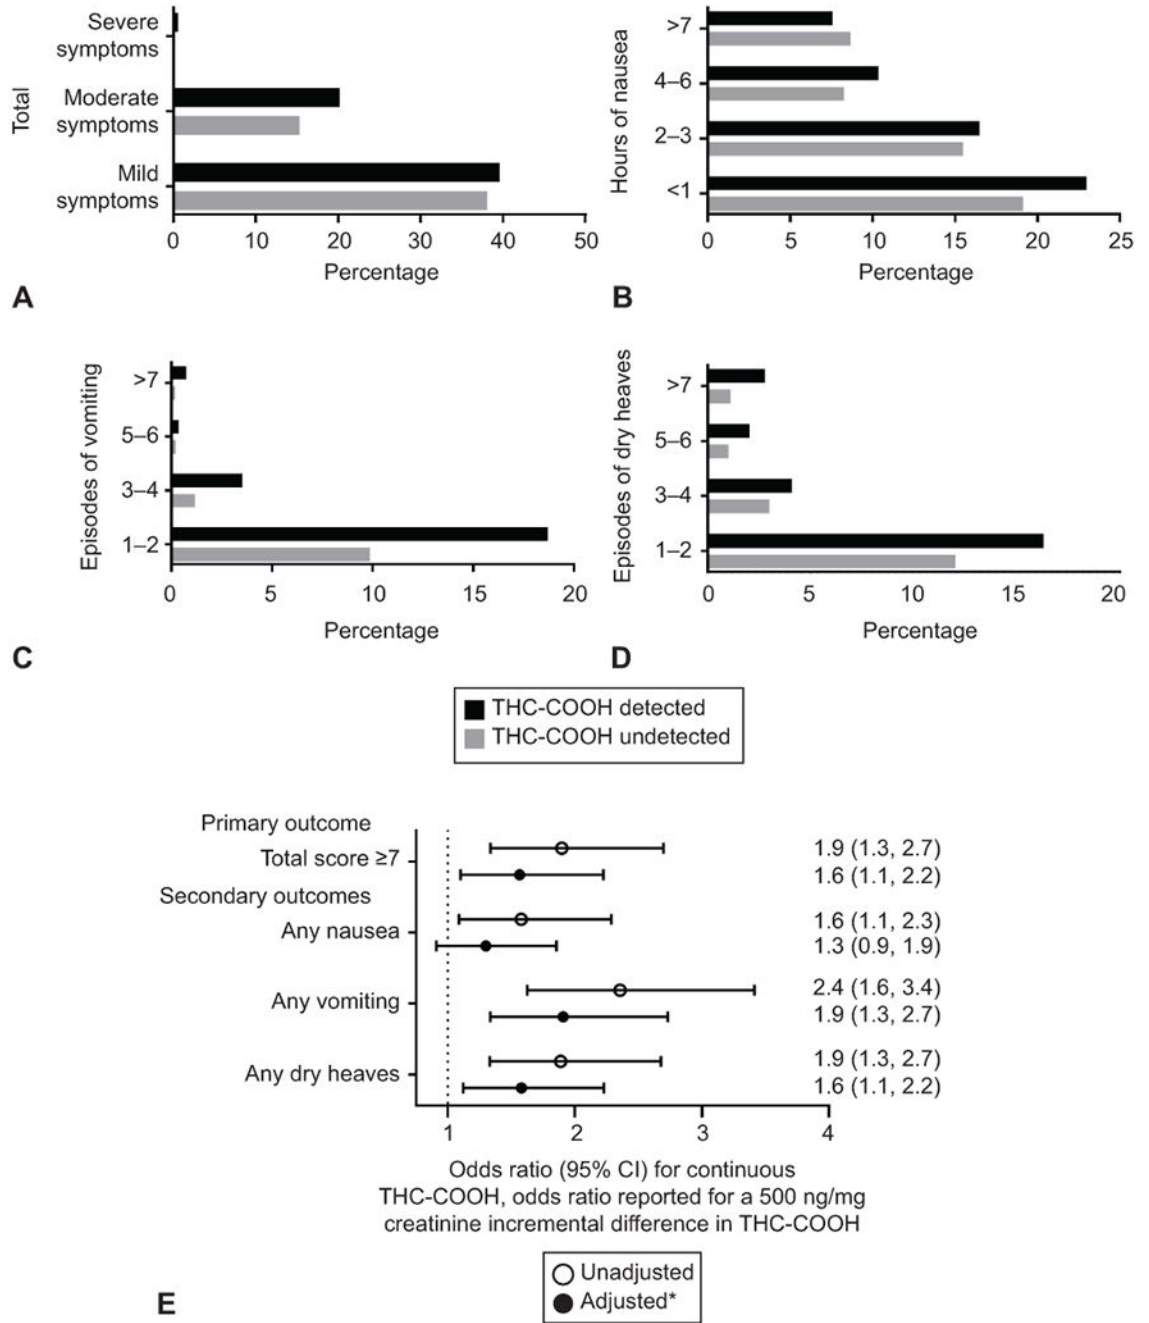 Total
Severe
symptoms
Moderate
symptoms
Mild
symptoms
0 10 20 30 40 50
Percentage
A
Hours of nausea
>7
4–6
2–3
<1
0 5 10 15 20 25
Percentage
B
Episodes of vomiting
>7
5–6
3–4
1–2
0 5 10 15 20
Percentage
C
Episodes of dry heaves
>7
5–6
3–4
1–2
0 5 10 15 20
Percentage
D
THC-COOH detected
THC-COOH undetected
Primary outcome
Total score ≥7
1.9 (1.3, 2.7)
1.6 (1.1, 2.2)
Secondary outcomes
Any nausea
1.6 (1.1, 2.3)
1.3 (0.9, 1.9)
Any vomiting
2.4 (1.6, 3.4)
1.9 (1.3, 2.7)
Any dry heaves
1.9 (1.3, 2.7)
1.6 (1.1, 2.2)
1 2 3 4
Odds ratio (95% CI) for continuous
THC-COOH, odds ratio reported for a 500 ng/mg
creatinine incremental difference in THC-COOH
Unadjusted
Adjusted*
E